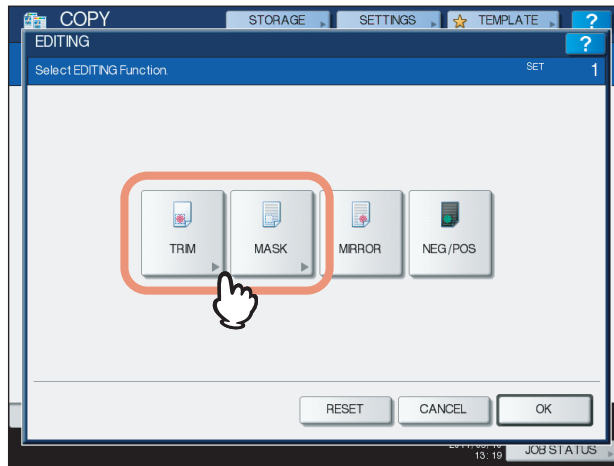 COPY STORAGE SETTINGS TEMPLATE ?
EDITING ?
Select EDITING Function. SET 1
TRIM MASK MIRROR NEG/POS
RESET CANCEL OK
JOB STATUS
13:19